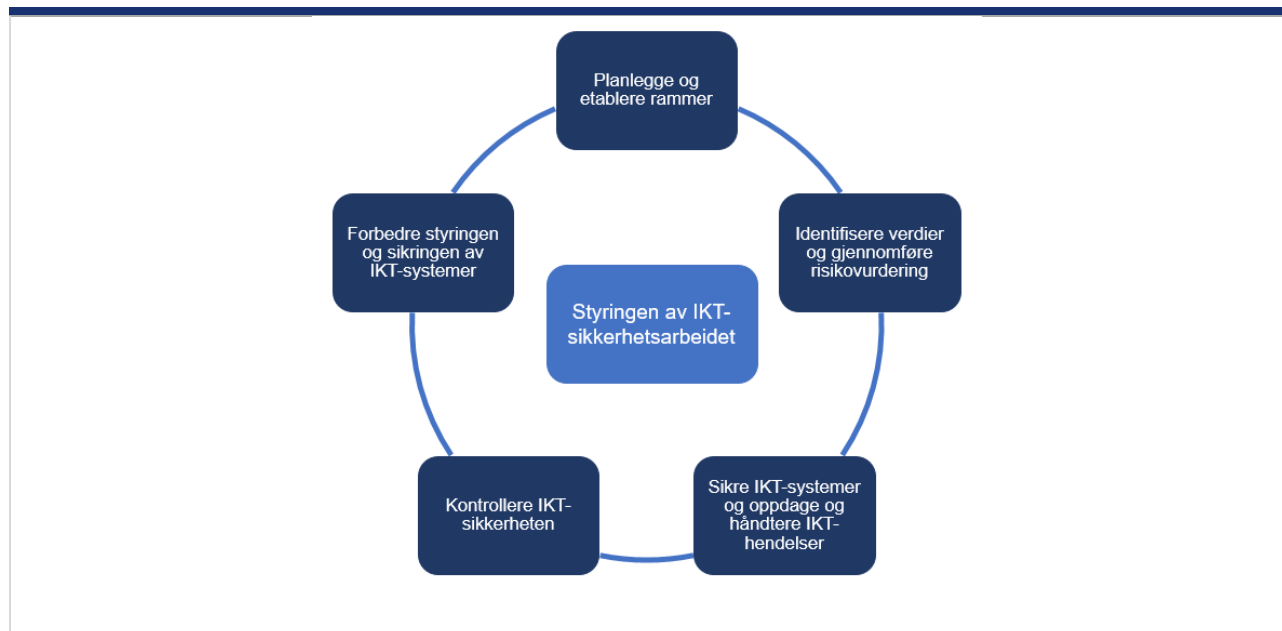 Planlegge og
etablere rammer
Identifisere verdier
og gjennomføre
risikovurdering
Sikre IKT-systemer
og oppdage og
håndtere IKT-
hendelser
Kontrollere IKT-
sikkerheten
Forbedre styringen
og sikringen av
IKT-systemer
Styringen av IKT-
sikkerhetsarbeidet